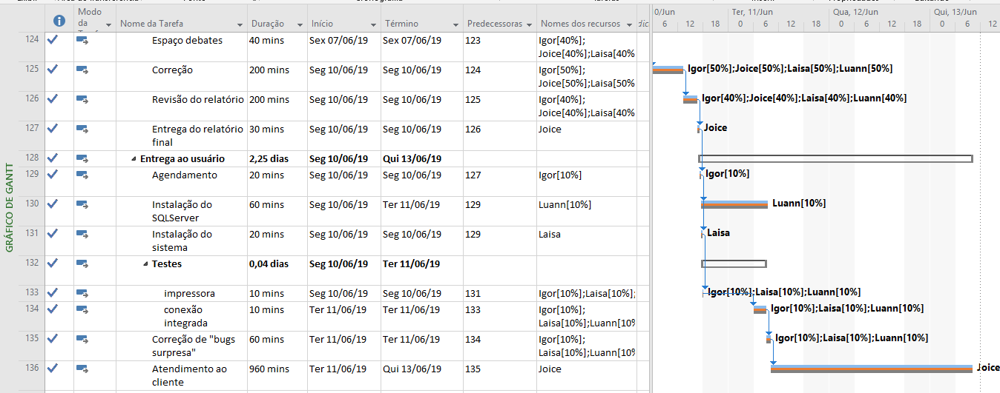 Modo da
Nome da Tarefa
Duração
Início
Término
Predecessoras
Nomes dos recursos
0/Jun
Ter, 11/Jun
Qua, 12/Jun
Qui, 13/Jun
6 12 18 0 6 12 18 0 6 12 18 0 6 12
GRÁFICO DE GANTT
124 Espaço debates 40 mins Sex 07/06/19 Sex 07/06/19 123 Igor[40%];
Joice[40%];Laisa[40%
125 Correção 200 mins Seg 10/06/19 Seg 10/06/19 124 Igor[50%];
Joice[50%];Laisa[50%
Igor[50%];Joice[50%];Laisa[50%];Luann[50%]
126 Revisão do relatório 200 mins Seg 10/06/19 Seg 10/06/19 125 Igor[40%];
Joice[40%];Laisa[40%
Igor[40%];Joice[40%];Laisa[40%];Luann[40%]
127 Entrega do relatório 30 mins Seg 10/06/19 Seg 10/06/19 126 Joice
final
Joice
128 Entrega ao usuário 2,25 dias Seg 10/06/19 Qui 13/06/19
129 Agendamento 20 mins Seg 10/06/19 Seg 10/06/19 127 Igor[10%]
Igor[10%]
130 Instalação do 60 mins Seg 10/06/19 Ter 11/06/19 129 Luann[10%]
SQLServer
Luann[10%]
131 Instalação do 20 mins Seg 10/06/19 Seg 10/06/19 129 Laisa
sistema
Laisa
132 Testes 0,04 dias Seg 10/06/19 Ter 11/06/19
133 impressora 10 mins Seg 10/06/19 Seg 10/06/19 131 Igor[10%];Laisa[10%];
Igor[10%];Laisa[10%];Luann[10%]
134 conexão 10 mins Ter 11/06/19 Ter 11/06/19 133 Igor[10%];
integrada Laisa[10%];Luann[10%
Igor[10%];Laisa[10%];Luann[10%]
135 Correção de "bugs 60 mins Ter 11/06/19 Ter 11/06/19 134 Igor[10%];
surpresa" Laisa[10%];Luann[10%
Igor[10%];Laisa[10%];Luann[10%]
136 Atendimento ao 960 mins Ter 11/06/19 Qui 13/06/19 135 Joice
cliente
Joice